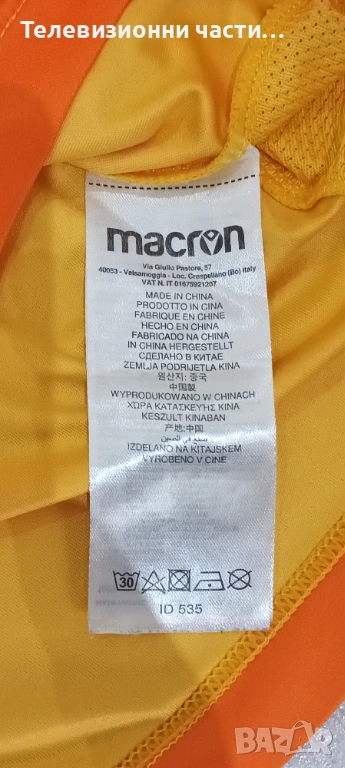 Телевизионни части...
macron
Via Giulio Pastore, 57
40053 - Valsamoggia - Loc. Crespellano (Bo) Italy
VAT N. IT 01675921207
MADE IN CHINA
PRODOTTO IN CINA
FABRIQUE EN CHINE
HECHO EN CHINA
FABRICADO NA CHINA
IN CHINA HERGESTELLT
СДЕЛАНО В КИТАЕ
ZEMLJA PODRIJETLA KINA
원산지: 중국
中国製
WYPRODUKOWANO W CHINACH
ΧΩΡΑ ΚΑΤΑΣΚΕΥΗΣ ΚΙΝΑ
KESZULT KINABAN
产地: 中国
صنع في الصين
IZDELANO NA KITAJSKEM
VYROBENO V CINE
30
ID 535
BAZAR